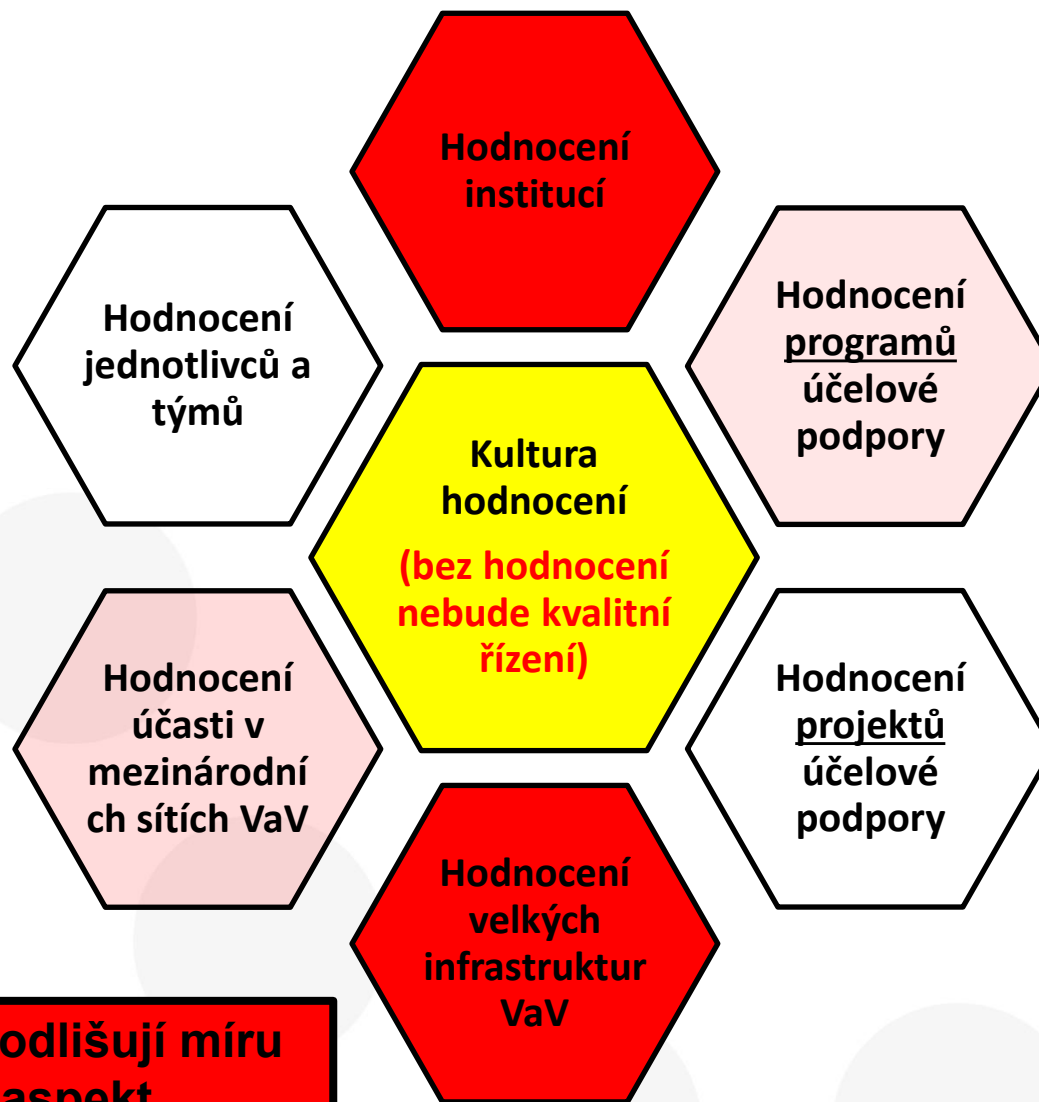 Hodnocení
institucí
Hodnocení
jednotlivců a
týmů
Hodnocení
programů
účelové
podpory
Kultura
hodnocení
(bez hodnocení
nebude kvalitní
řízení)
Hodnocení
účasti v
mezinárodní
ch sítích VaV
Hodnocení
projektů
účelové
podpory
Hodnocení
velkých
infrastruktur
VaV
odlišují míru
aspekt